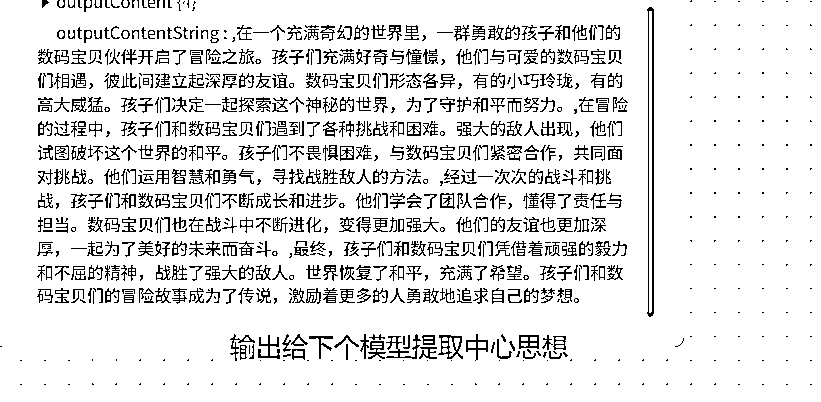 outputContent {4}
outputContentString:,在一个充满奇幻的世界里，一群勇敢的孩子和他们的
数码宝贝伙伴开启了冒险之旅。孩子们充满好奇与憧憬，他们与可爱的数码宝贝
们相遇，彼此间建立起深厚的友谊。数码宝贝们形态各异，有的小巧玲珑，有的
高大威猛。孩子们决定一起探索这个神秘的世界，为了守护和平而努力。,在冒险
的过程中，孩子们和数码宝贝们遇到了各种挑战和困难。强大的敌人出现，他们
试图破坏这个世界的和平。孩子们不畏惧困难，与数码宝贝们紧密合作，共同面
对挑战。他们运用智慧和勇气，寻找战胜敌人的方法。,经过一次次的战斗和挑
战，孩子们和数码宝贝们不断成长和进步。他们学会了团队合作，懂得了责任与
担当。数码宝贝们也在战斗中不断进化，变得更加强大。他们的友谊也更加深
厚，一起为了美好的未来而奋斗。,最终，孩子们和数码宝贝们凭借着顽强的毅力
和不屈的精神，战胜了强大的敌人。世界恢复了和平，充满了希望。孩子们和数
码宝贝们的冒险故事成为了传说，激励着更多的人勇敢地追求自己的梦想。
输出给下个模型提取中心思想